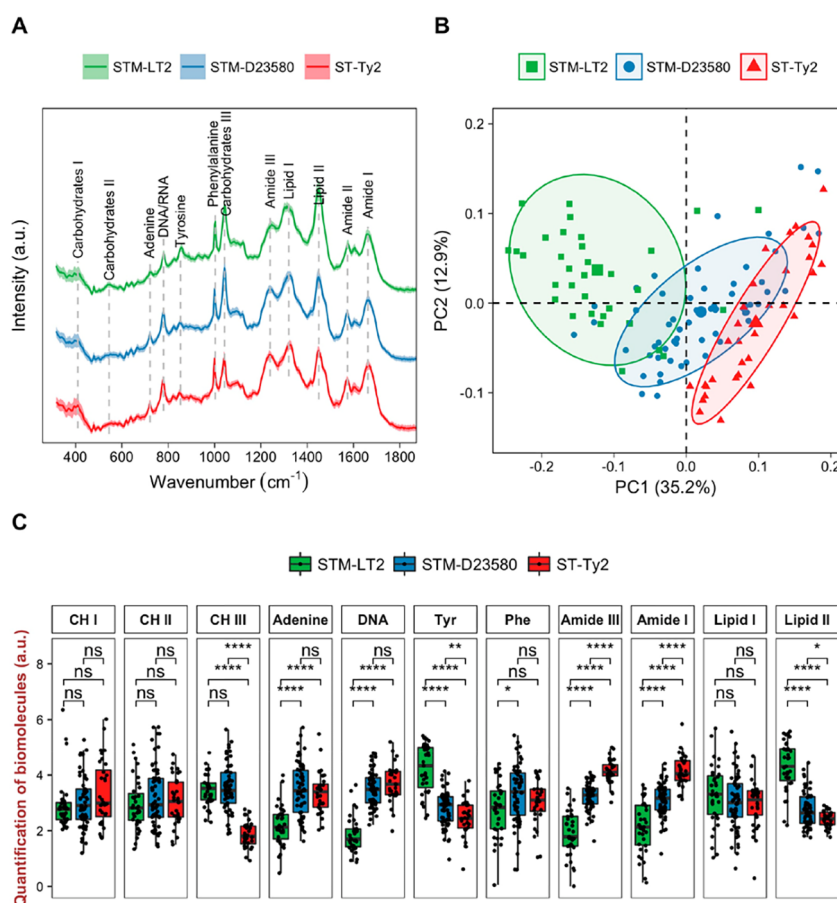 A
STM-LT2 STM-D23580 ST-Ty2
Intensity (a.u.)
Carbohydrates I
Carbohydrates II
Adenine
DNA/RNA
Tyrosine
Phenylalanine
Carbohydrates III
Amide III
Lipid I
Lipid II
Amide II
Amide I
400 600 800 1000 1200 1400 1600 1800
Wavenumber (cm⁻¹)
B
STM-LT2 STM-D23580 ST-Ty2
PC2 (12.9%)
0.2
0.1
0.0
-0.1
-0.2 -0.1 0.0 0.1 0.2
PC1 (35.2%)
C
STM-LT2 STM-D23580 ST-Ty2
Quantification of biomolecules (a.u.)
CH I CH II CH III Adenine DNA Tyr Phe Amide III Amide I Lipid I Lipid II
8
6
4
2
0
ns ns **** ns ns ** ns **** **** ns *
ns ns **** **** **** **** ns **** **** ns ****
ns ns ns **** **** **** * **** **** ns ****